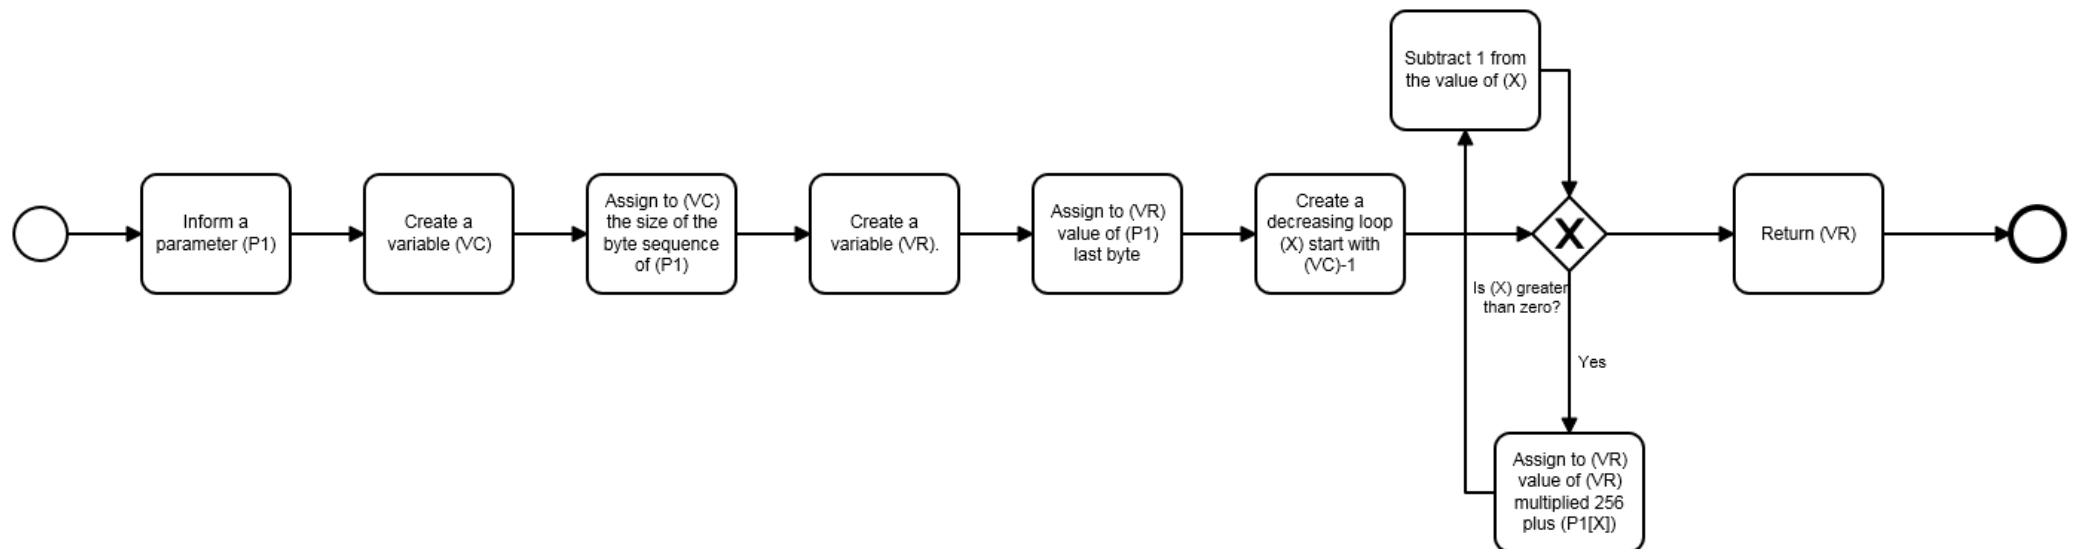 Subtract 1 from
the value of (X)
Inform a
parameter (P1)
Create a
variable (VC)
Assign to (VC)
the size of the
byte sequence
of (P1)
Create a
variable (VR).
Assign to (VR)
value of (P1)
last byte
Create a
decreasing loop
(X) start with
(VC)-1
X
Return (VR)
Is (X) greater
than zero?
Yes
Assign to (VR)
value of (VR)
multiplied 256
plus (P1[X])